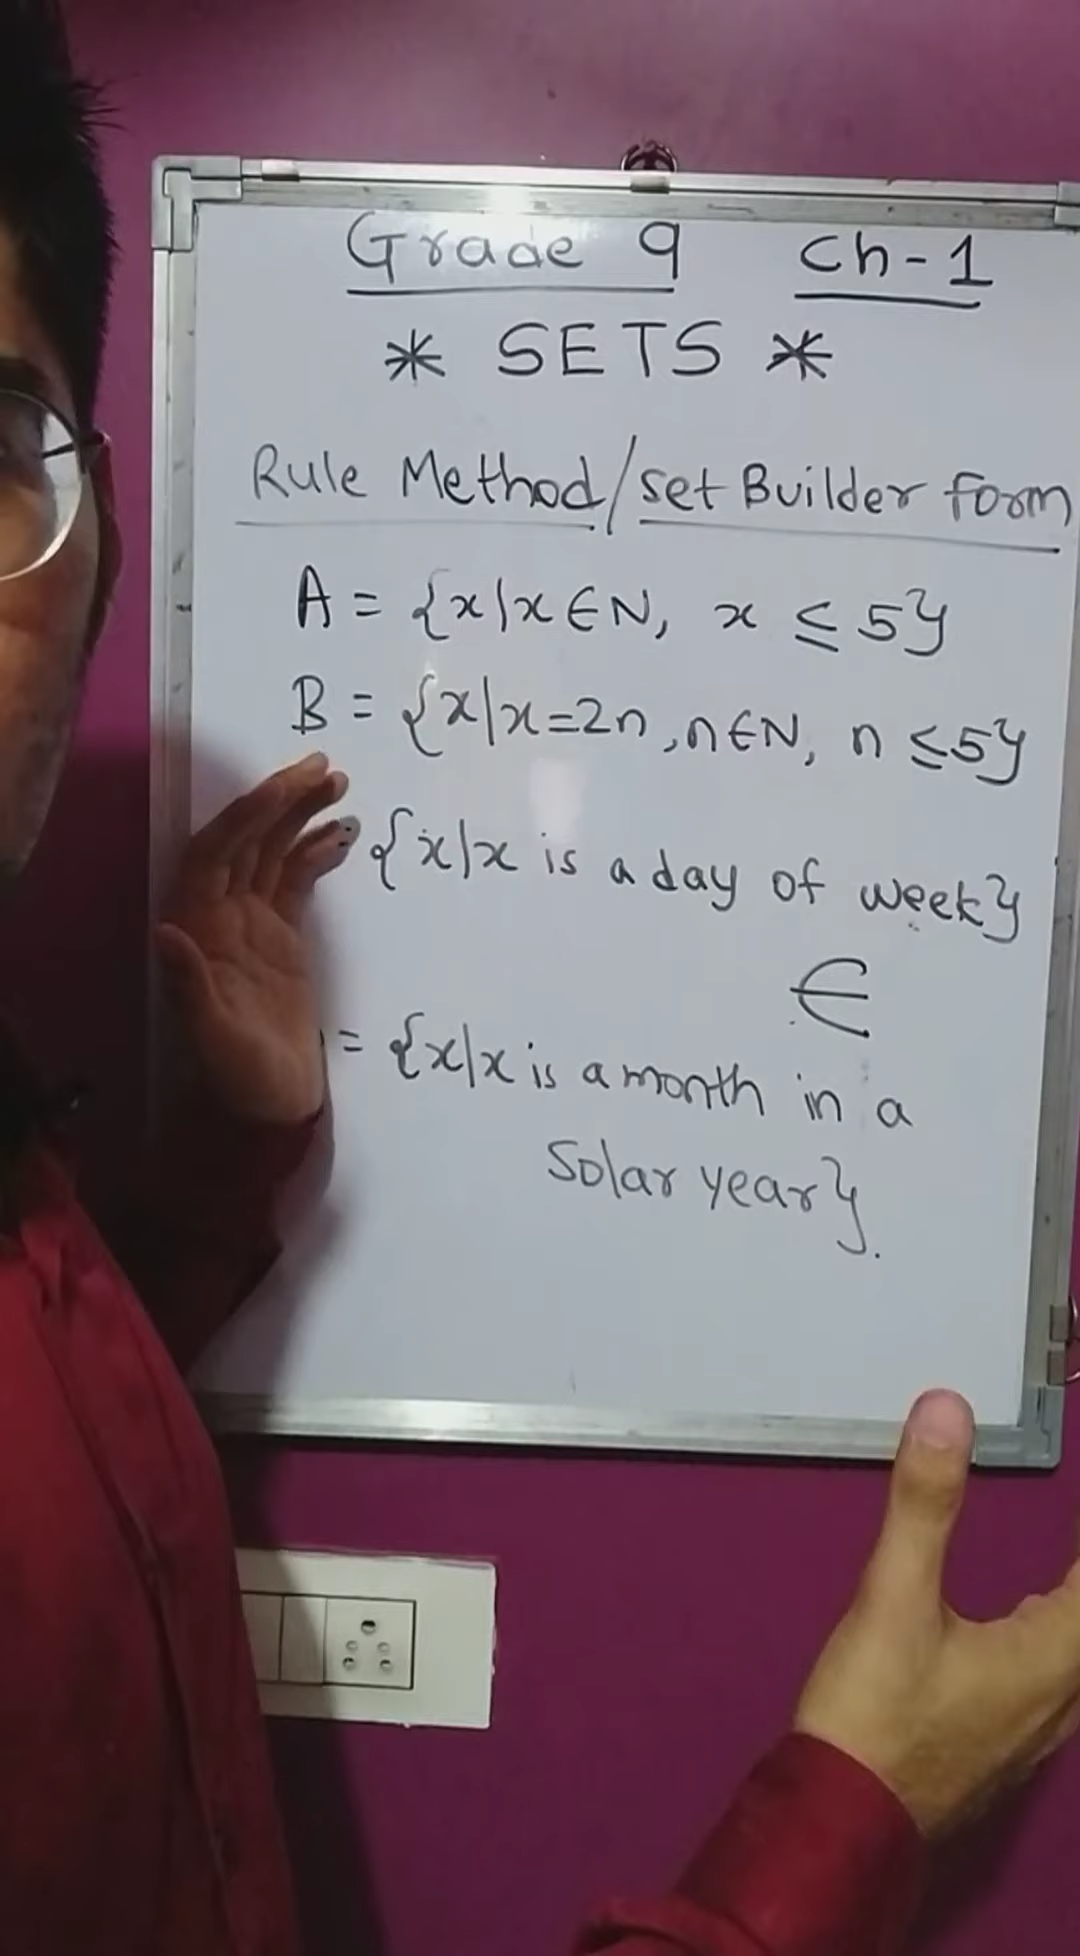 Grade 9 Ch-1
* SETS *
Rule Method/set Builder form
A = {x|x∈N, x ≤ 5}
B = {x|x=2n, n∈N, n ≤5}
{x|x is a day of week}
∈
= {x|x is a month in a
Solar year}.